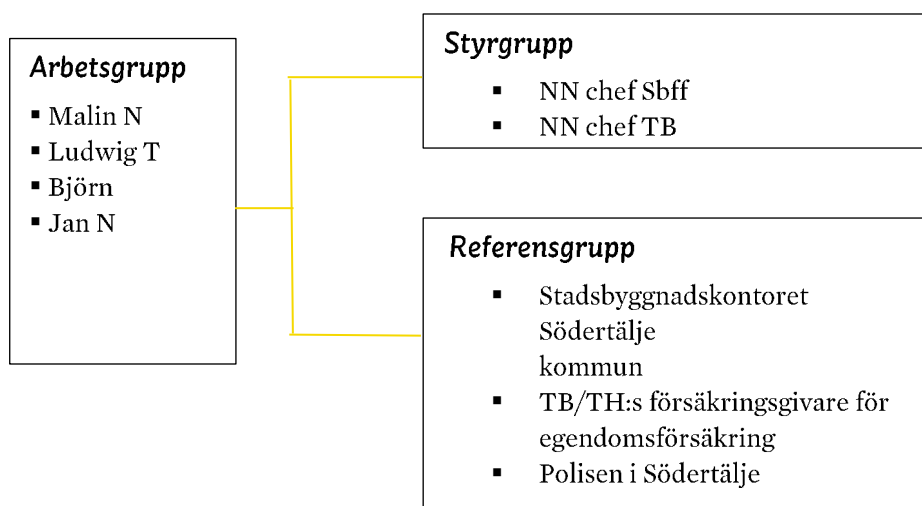 Arbetsgrupp
▪ Malin N
▪ Ludwig T
▪ Björn
▪ Jan N
Styrgrupp
▪ NN chef Sbff
▪ NN chef TB
Referensgrupp
▪ Stadsbyggnadskontoret
Södertälje
kommun
▪ TB/TH:s försäkringsgivare för
egendomsförsäkring
▪ Polisen i Södertälje